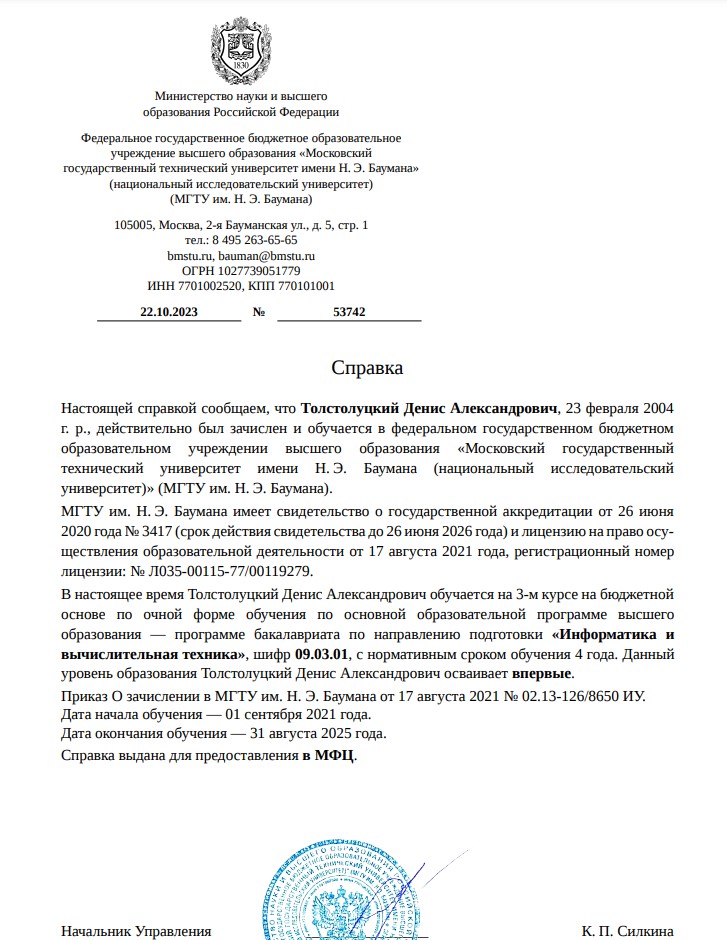 1830
Министерство науки и высшего
образования Российской Федерации
Федеральное государственное бюджетное образовательное
учреждение высшего образования «Московский
государственный технический университет имени Н. Э. Баумана»
(национальный исследовательский университет)
(МГТУ им. Н. Э. Баумана)
105005, Москва, 2-я Бауманская ул., д. 5, стр. 1
тел.: 8 495 263-65-65
bmstu.ru, bauman@bmstu.ru
ОГРН 1027739051779
ИНН 7701002520, КПП 770101001
22.10.2023 № 53742
Справка
Настоящей справкой сообщаем, что Толстолуцкий Денис Александрович, 23 февраля 2004
г. р., действительно был зачислен и обучается в федеральном государственном бюджетном
образовательном учреждении высшего образования «Московский государственный
технический университет имени Н. Э. Баумана (национальный исследовательский
университет)» (МГТУ им. Н. Э. Баумана).
МГТУ им. Н. Э. Баумана имеет свидетельство о государственной аккредитации от 26 июня
2020 года № 3417 (срок действия свидетельства до 26 июня 2026 года) и лицензию на право осу-
ществления образовательной деятельности от 17 августа 2021 года, регистрационный номер
лицензии: № Л035-00115-77/00119279.
В настоящее время Толстолуцкий Денис Александрович обучается на 3-м курсе на бюджетной
основе по очной форме обучения по основной образовательной программе высшего
образования — программе бакалавриата по направлению подготовки «Информатика и
вычислительная техника», шифр 09.03.01, с нормативным сроком обучения 4 года. Данный
уровень образования Толстолуцкий Денис Александрович осваивает впервые.
Приказ О зачислении в МГТУ им. Н. Э. Баумана от 17 августа 2021 № 02.13-126/8650 ИУ.
Дата начала обучения — 01 сентября 2021 года.
Дата окончания обучения — 31 августа 2025 года.
Справка выдана для предоставления в МФЦ.
Начальник Управления К. П. Силкина